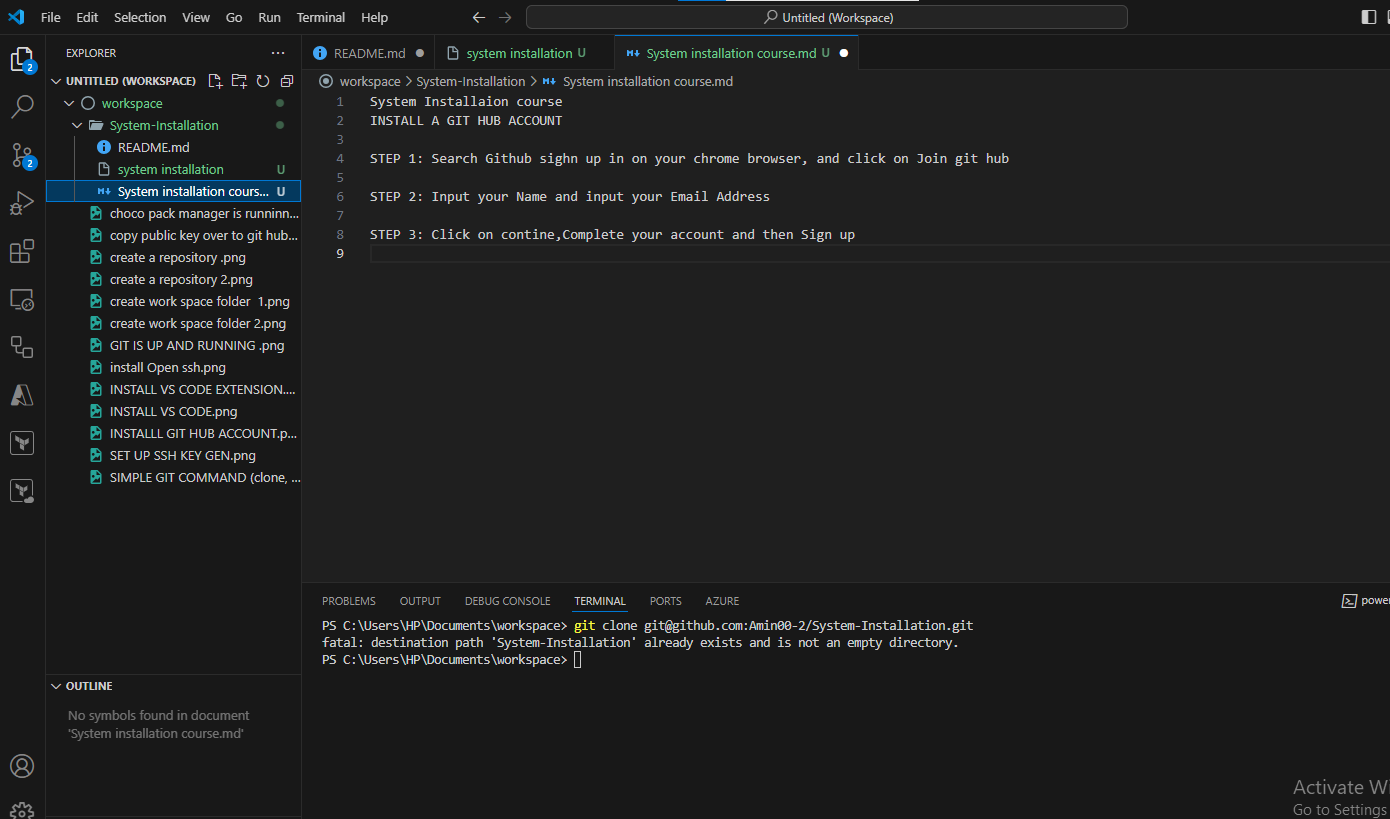 File Edit Selection View Go Run Terminal Help
Untitled (Workspace)
EXPLORER
UNTITLED (WORKSPACE)
workspace
System-Installation
README.md
system installation U
System installation cours... U
choco pack manager is runninn...
copy public key over to git hub...
create a repository .png
create a repository 2.png
create work space folder 1.png
create work space folder 2.png
GIT IS UP AND RUNNING .png
install Open ssh.png
INSTALL VS CODE EXTENSION....
INSTALL VS CODE.png
INSTALLL GIT HUB ACCOUNT.p...
SET UP SSH KEY GEN.png
SIMPLE GIT COMMAND (clone, ...
2
2
OUTLINE
No symbols found in document
'System installation course.md'
README.md
system installation U
System installation course.md U
workspace > System-Installation > System installation course.md
1 System Installaion course
2 INSTALL A GIT HUB ACCOUNT
3
4 STEP 1: Search Github sighn up in on your chrome browser, and click on Join git hub
5
6 STEP 2: Input your Name and input your Email Address
7
8 STEP 3: Click on contine,Complete your account and then Sign up
9
PROBLEMS OUTPUT DEBUG CONSOLE TERMINAL PORTS AZURE
power
PS C:\Users\HP\Documents\workspace> git clone git@github.com:Amin00-2/System-Installation.git
fatal: destination path 'System-Installation' already exists and is not an empty directory.
PS C:\Users\HP\Documents\workspace>
Activate Wi
Go to Settings